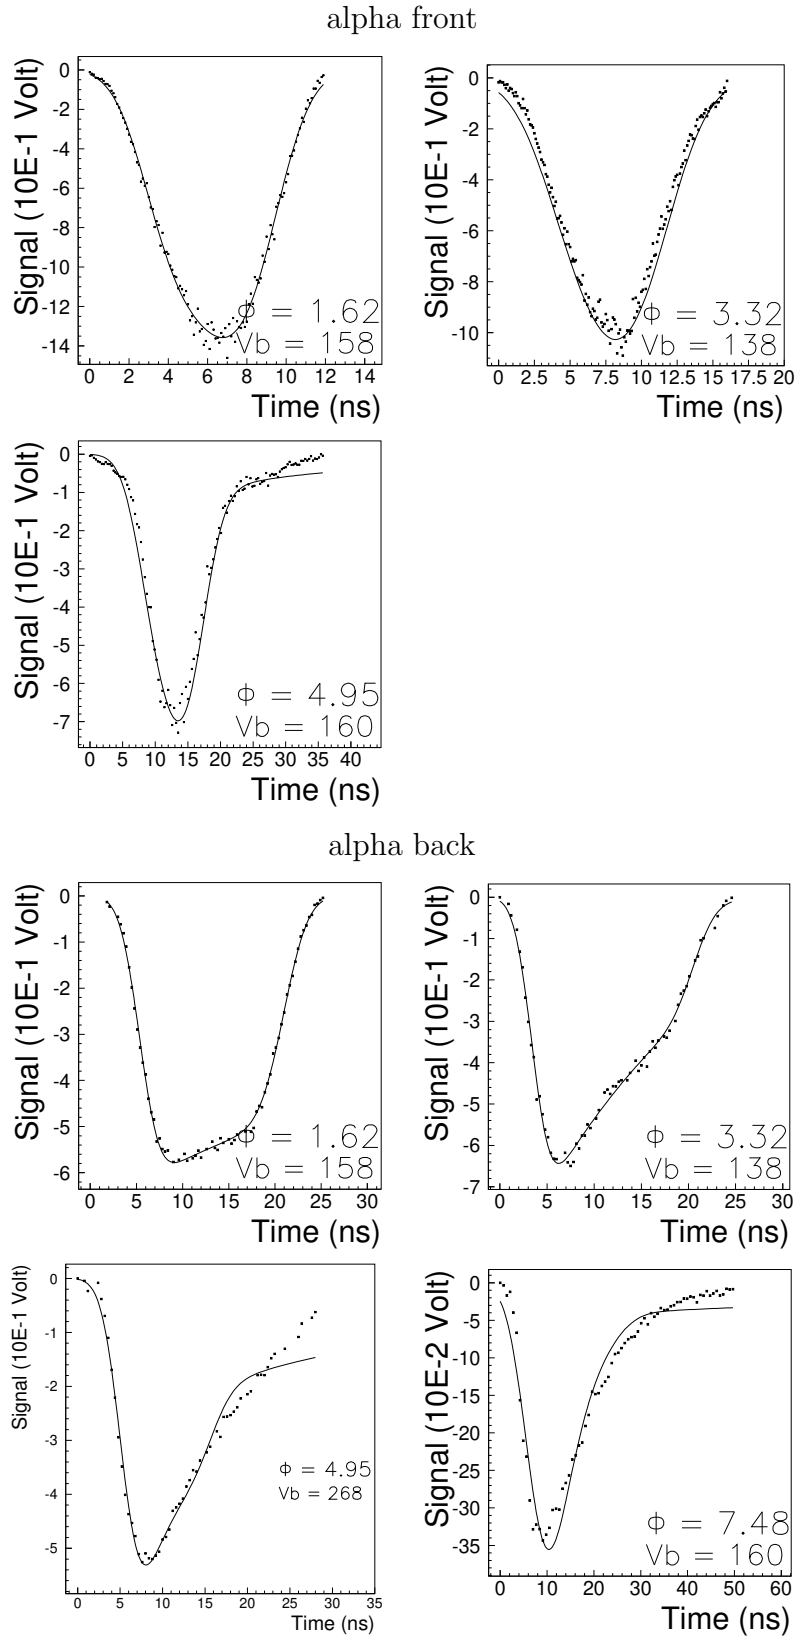 alpha front
Signal (10E-1 Volt)
0
-2
-4
-6
-8
-10
-12
-14
Φ = 1.62
Vb = 158
0 2 4 6 8 10 12 14
Time (ns)
Signal (10E-1 Volt)
0
-2
-4
-6
-8
-10
Φ = 3.32
Vb = 138
0 2.5 5 7.5 10 12.5 15 17.5 20
Time (ns)
Signal (10E-1 Volt)
0
-1
-2
-3
-4
-5
-6
-7
Φ = 4.95
Vb = 160
0 5 10 15 20 25 30 35 40
Time (ns)
alpha back
Signal (10E-1 Volt)
0
-1
-2
-3
-4
-5
-6
Φ = 1.62
Vb = 158
0 5 10 15 20 25 30
Time (ns)
Signal (10E-1 Volt)
0
-1
-2
-3
-4
-5
-6
-7
Φ = 3.32
Vb = 138
0 5 10 15 20 25 30
Time (ns)
Signal (10E-1 Volt)
0
-1
-2
-3
-4
-5
Φ = 4.95
Vb = 268
0 5 10 15 20 25 30 35
Time (ns)
Signal (10E-2 Volt)
0
-5
-10
-15
-20
-25
-30
-35
Φ = 7.48
Vb = 160
0 10 20 30 40 50 60
Time (ns)